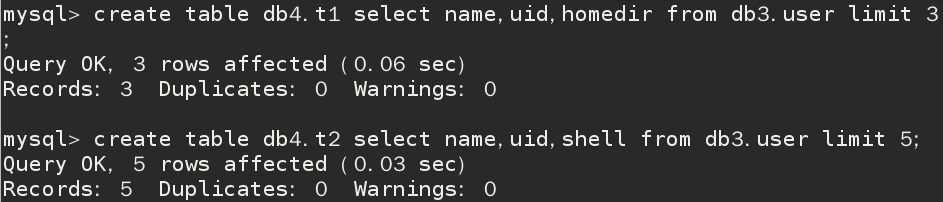 mysql> create table db4.t1 select name,uid,homedir from db3.user limit 3
;
Query OK, 3 rows affected (0.06 sec)
Records: 3  Duplicates: 0  Warnings: 0

mysql> create table db4.t2 select name,uid,shell from db3.user limit 5;
Query OK, 5 rows affected (0.03 sec)
Records: 5  Duplicates: 0  Warnings: 0